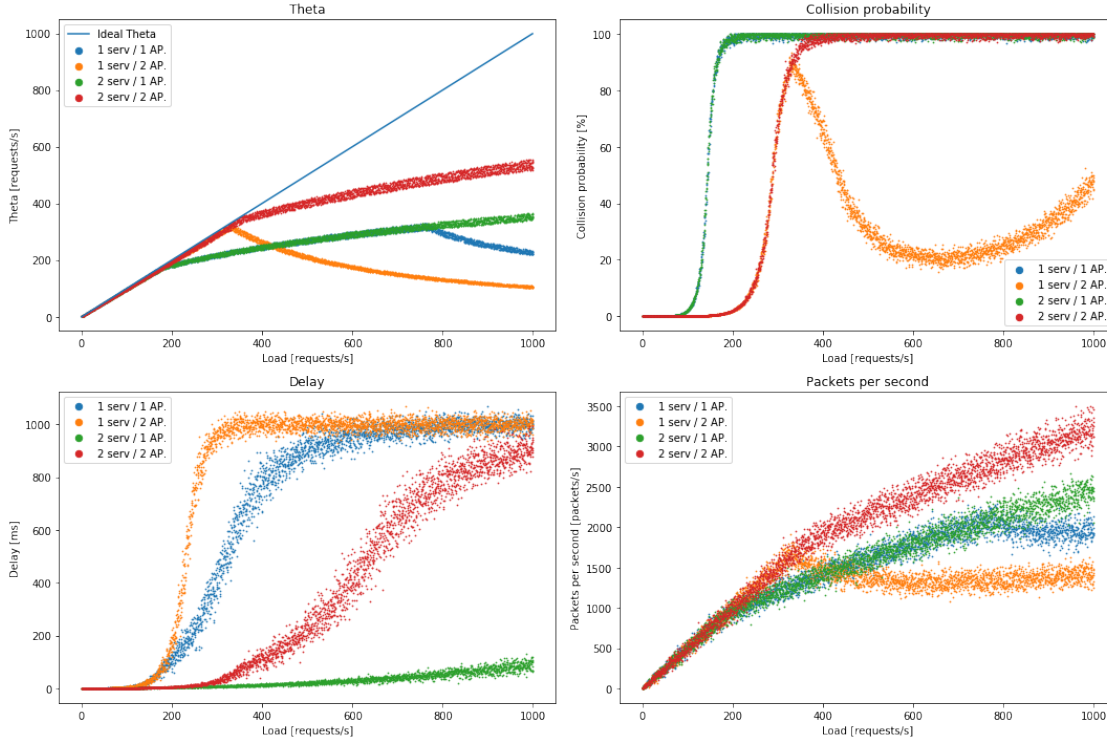 Theta
Ideal Theta
1 serv / 1 AP.
1 serv / 2 AP.
2 serv / 1 AP.
2 serv / 2 AP.
Theta [requests/s]
1000
800
600
400
200
0
0 200 400 600 800 1000
Load [requests/s]
Collision probability
Collision probability [%]
100
80
60
40
20
0
1 serv / 1 AP.
1 serv / 2 AP.
2 serv / 1 AP.
2 serv / 2 AP.
0 200 400 600 800 1000
Load [requests/s]
Delay
1 serv / 1 AP.
1 serv / 2 AP.
2 serv / 1 AP.
2 serv / 2 AP.
Delay [ms]
1000
800
600
400
200
0
0 200 400 600 800 1000
Load [requests/s]
Packets per second
1 serv / 1 AP.
1 serv / 2 AP.
2 serv / 1 AP.
2 serv / 2 AP.
Packets per second [packets/s]
3500
3000
2500
2000
1500
1000
500
0
0 200 400 600 800 1000
Load [requests/s]